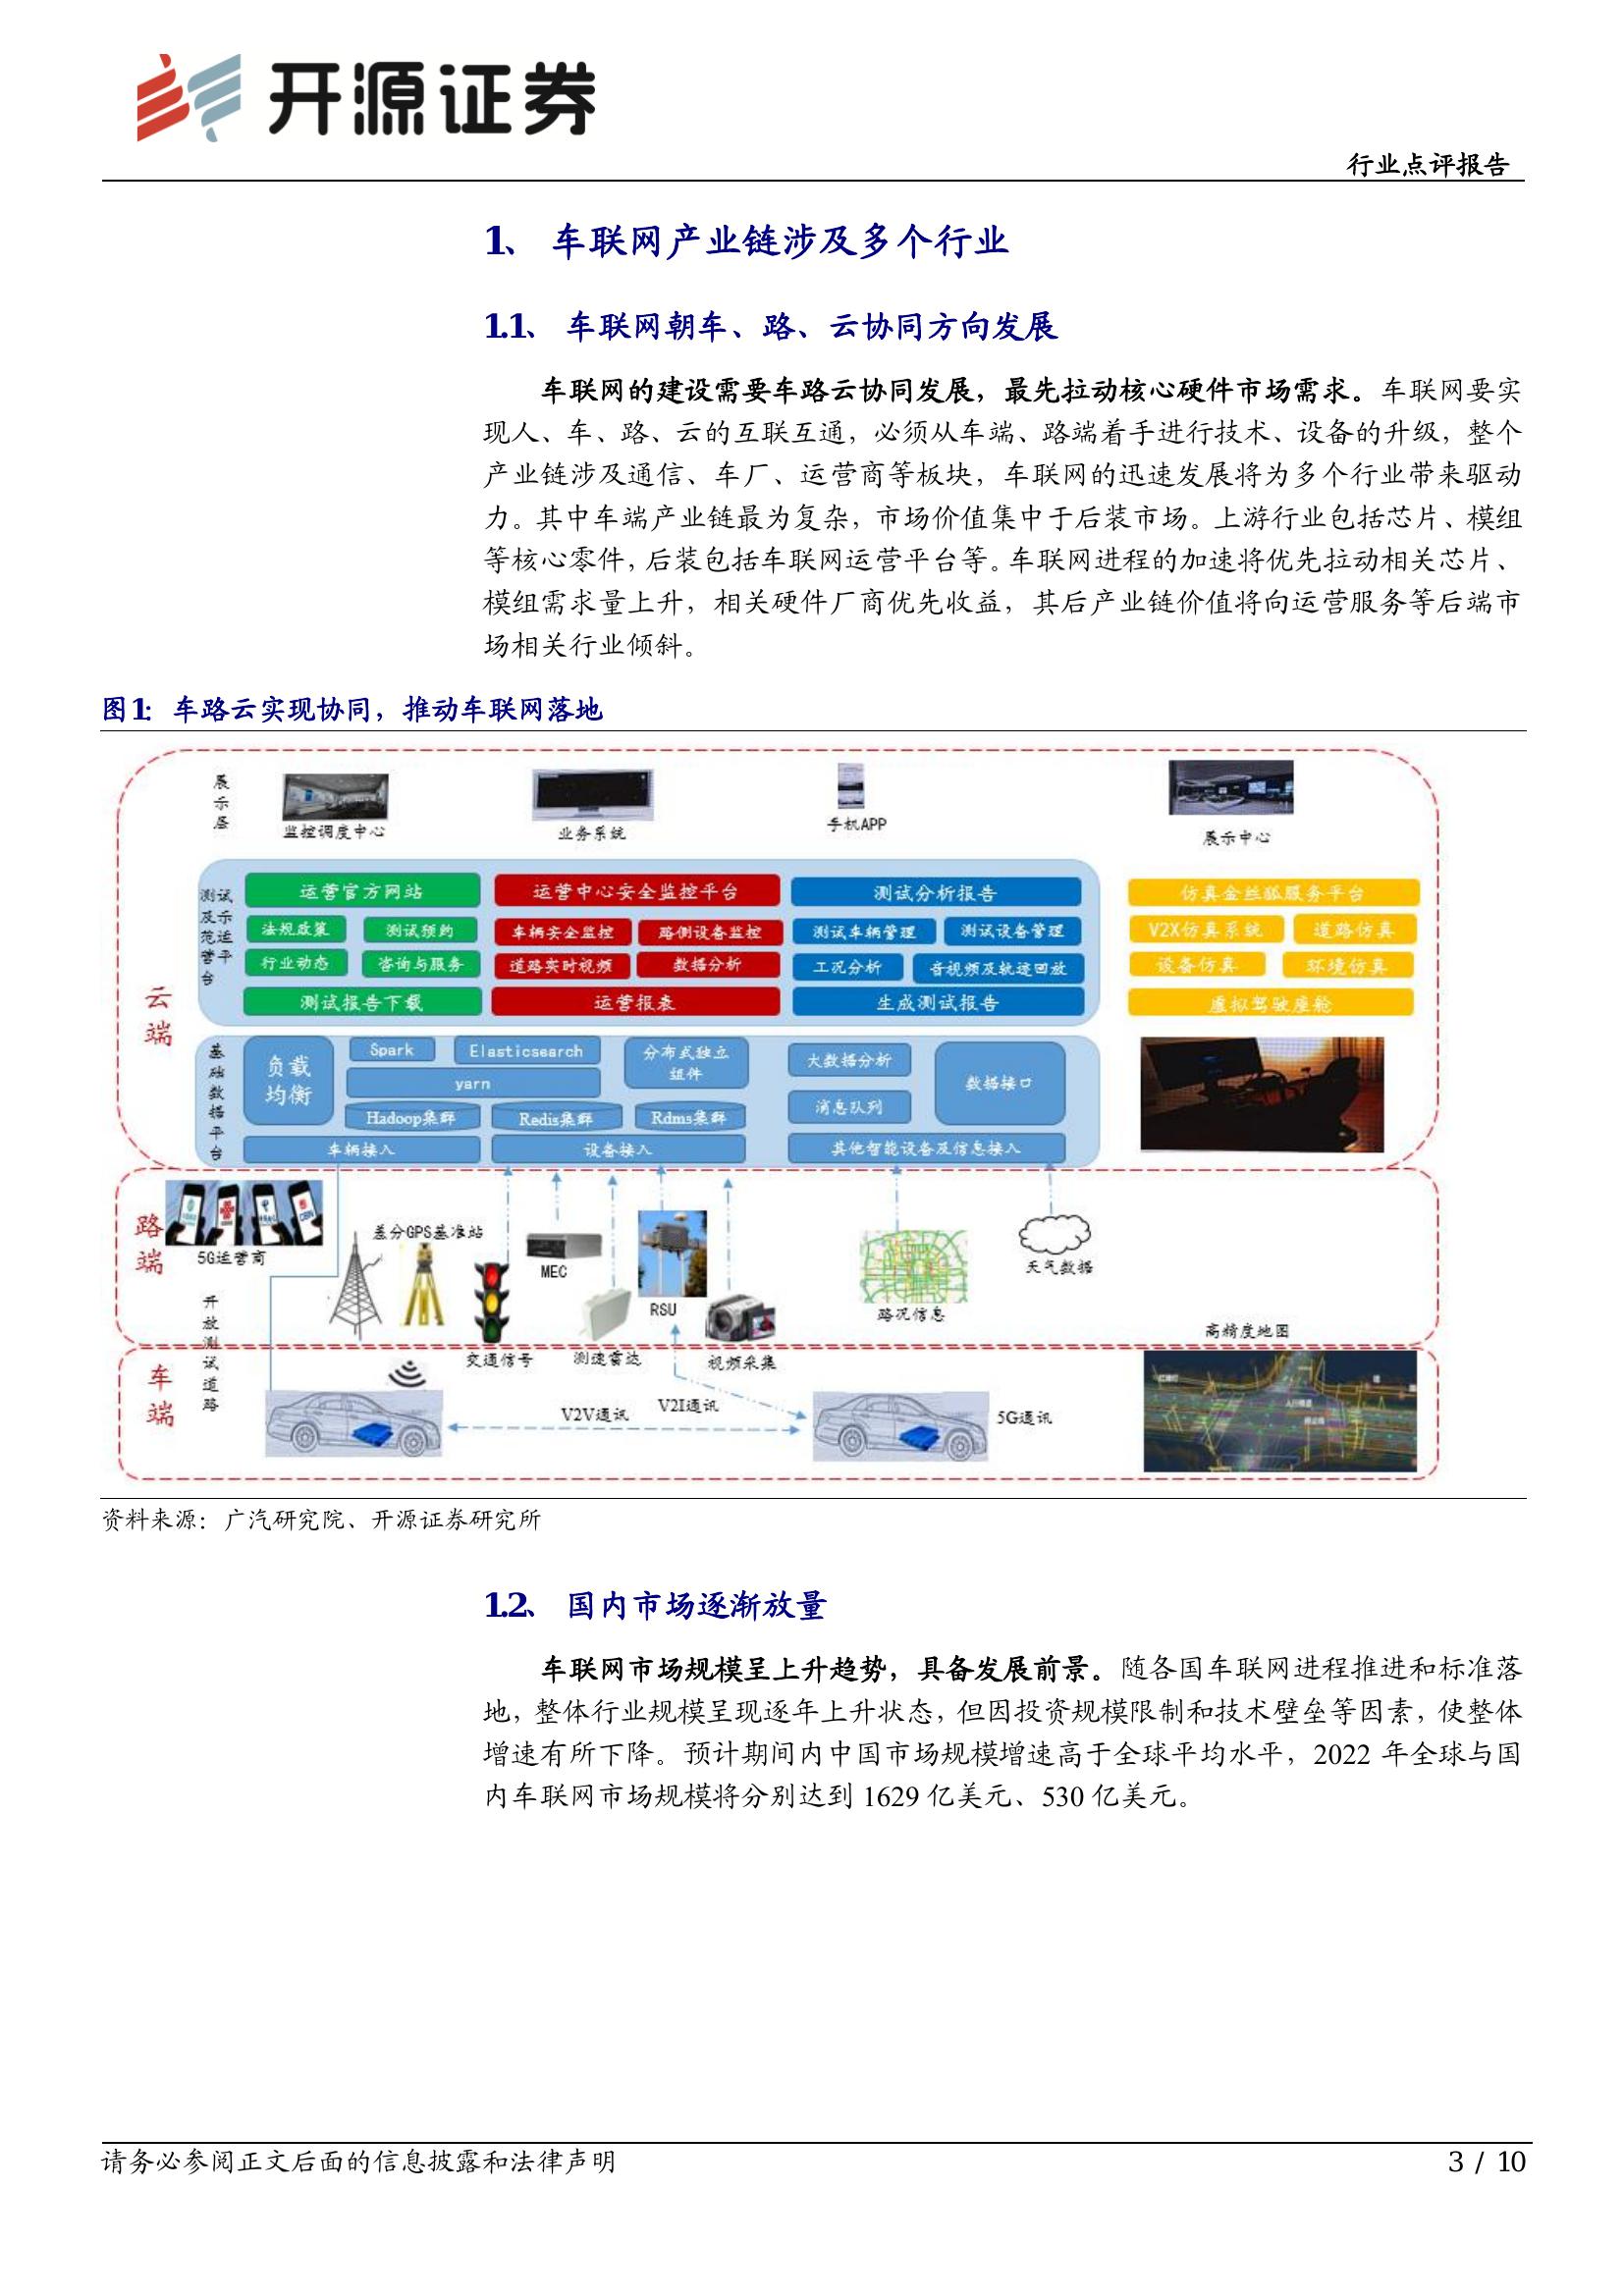 开源证券
行业点评报告
1、 车联网产业链涉及多个行业
1.1、 车联网朝车、路、云协同方向发展
车联网的建设需要车路云协同发展，最先拉动核心硬件市场需求。车联网要实
现人、车、路、云的互联互通，必须从车端、路端着手进行技术、设备的升级，整个
产业链涉及通信、车厂、运营商等板块，车联网的迅速发展将为多个行业带来驱动
力。其中车端产业链最为复杂，市场价值集中于后装市场。上游行业包括芯片、模组
等核心零件，后装包括车联网运营平台等。车联网进程的加速将优先拉动相关芯片、
模组需求量上升，相关硬件厂商优先收益，其后产业链价值将向运营服务等后端市
场相关行业倾斜。
图1：车路云实现协同，推动车联网落地
展示层
监控调度中心
业务系统
手机APP
展示中心
云端
测试及示范运营平台
运营官方网站
运营中心安全监控平台
测试分析报告
仿真金丝狐服务平台
法规政策
测试预约
车辆安全监控
路侧设备监控
测试车辆管理
测试设备管理
V2X仿真系统
道路仿真
行业动态
咨询与服务
道路实时视频
数据分析
工况分析
音视频及轨迹回放
设备仿真
环境仿真
测试报告下载
运营报表
生成测试报告
虚拟驾驶座舱
基础数据平台
负载均衡
Spark
Elasticsearch
分布式独立
组件
大数据分析
数据接口
yarn
消息队列
Hadoop集群
Redis集群
Rdms集群
车辆接入
设备接入
其他智能设备及信息接入
路端
5G运营商
差分GPS基准站
MEC
RSU
路况信息
天气数据
高精度地图
开放测试道路
交通信号
测速雷达
视频采集
车端
V2V通讯
V2I通讯
5G通讯
资料来源：广汽研究院、开源证券研究所
1.2、 国内市场逐渐放量
车联网市场规模呈上升趋势，具备发展前景。随各国车联网进程推进和标准落
地，整体行业规模呈现逐年上升状态，但因投资规模限制和技术壁垒等因素，使整体
增速有所下降。预计期间内中国市场规模增速高于全球平均水平，2022 年全球与国
内车联网市场规模将分别达到 1629 亿美元、530 亿美元。
请务必参阅正文后面的信息披露和法律声明
3 / 10